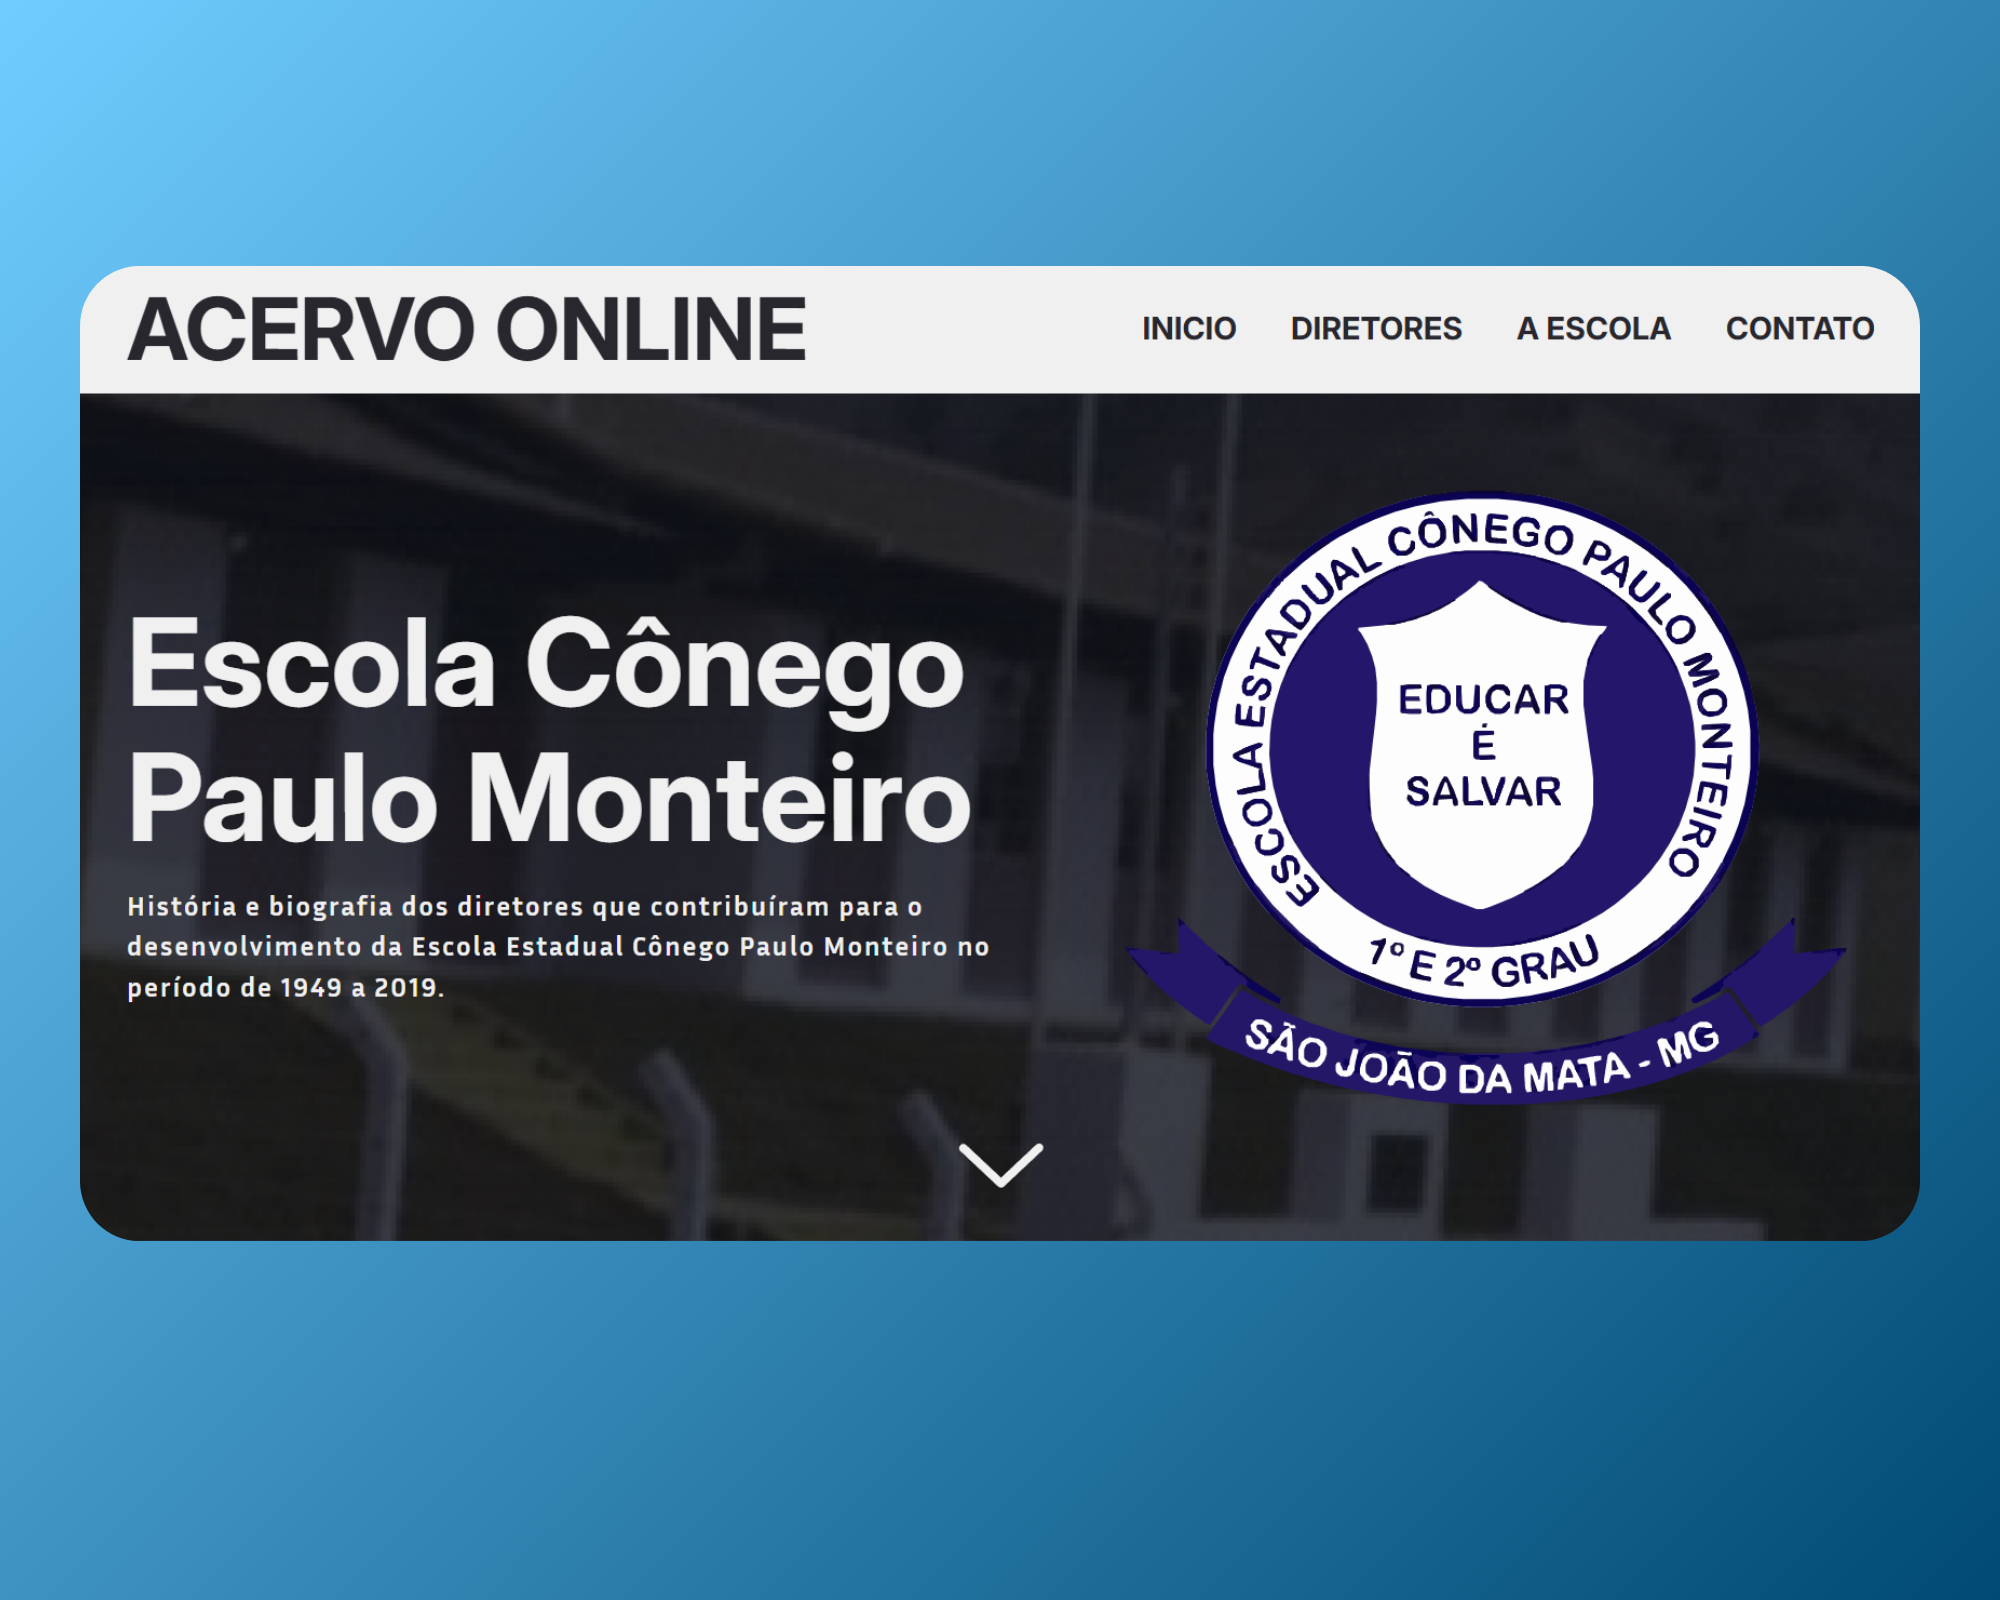 ACERVO ONLINE
INICIO DIRETORES A ESCOLA CONTATO
Escola Cônego
Paulo Monteiro
História e biografia dos diretores que contribuíram para o
desenvolvimento da Escola Estadual Cônego Paulo Monteiro no
período de 1949 a 2019.
ESCOLA ESTADUAL CÔNEGO PAULO MONTEIRO
EDUCAR
É
SALVAR
1º E 2º GRAU
SÃO JOÃO DA MATA - MG